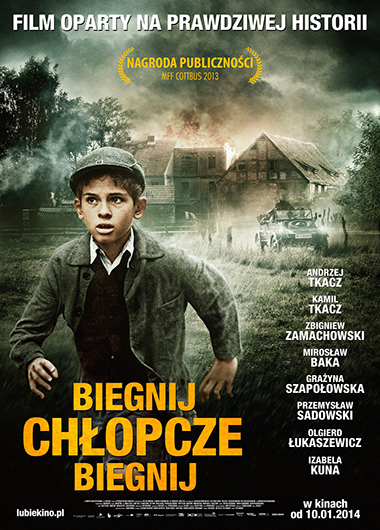 FILM OPARTY NA PRAWDZIWEJ HISTORII
NAGRODA PUBLICZNOŚCI
MFF COTTBUS 2013
ANDRZEJ
TKACZ
KAMIL
TKACZ
ZBIGNIEW
ZAMACHOWSKI
MIROSŁAW
BAKA
GRAŻYNA
SZAPOŁOWSKA
PRZEMYSŁAW
SADOWSKI
OLGIERD
ŁUKASZEWICZ
IZABELA
KUNA
BIEGNIJ
CHŁOPCZE
BIEGNIJ
lubiekino.pl
w kinach
od 10.01.2014